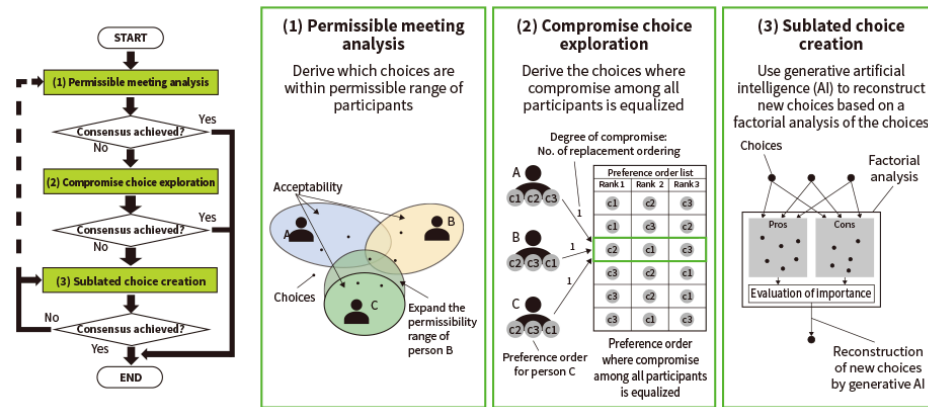 START
(1) Permissible meeting analysis
Consensus achieved?
Yes
No
(2) Compromise choice exploration
Consensus achieved?
Yes
No
(3) Sublated choice creation
Consensus achieved?
No
Yes
END
(1) Permissible meeting
analysis
Derive which choices are
within permissible range of
participants
Acceptability
A
B
C
Choices
Expand the
permissibility
range of
person B
(2) Compromise choice
exploration
Derive the choices where
compromise among all
participants is equalized
Degree of compromise:
No. of replacement ordering
A
c1 c2 c3
1
B
c2 c3 c1
1
C
c2 c3 c1
1
Preference order
for person C
Preference order list
Rank 1 Rank 2 Rank 3
c1 c2 c3
c1 c3 c2
c2 c1 c3
c3 c2 c1
c3 c2 c1
c3 c1 c2
Preference order
where compromise
among all participants
is equalized
(3) Sublated choice
creation
Use generative artificial
intelligence (AI) to reconstruct
new choices based on a
factorial analysis of the choices
Choices
Factorial
analysis
Pros
Cons
Evaluation of importance
Reconstruction
of new choices
by generative AI